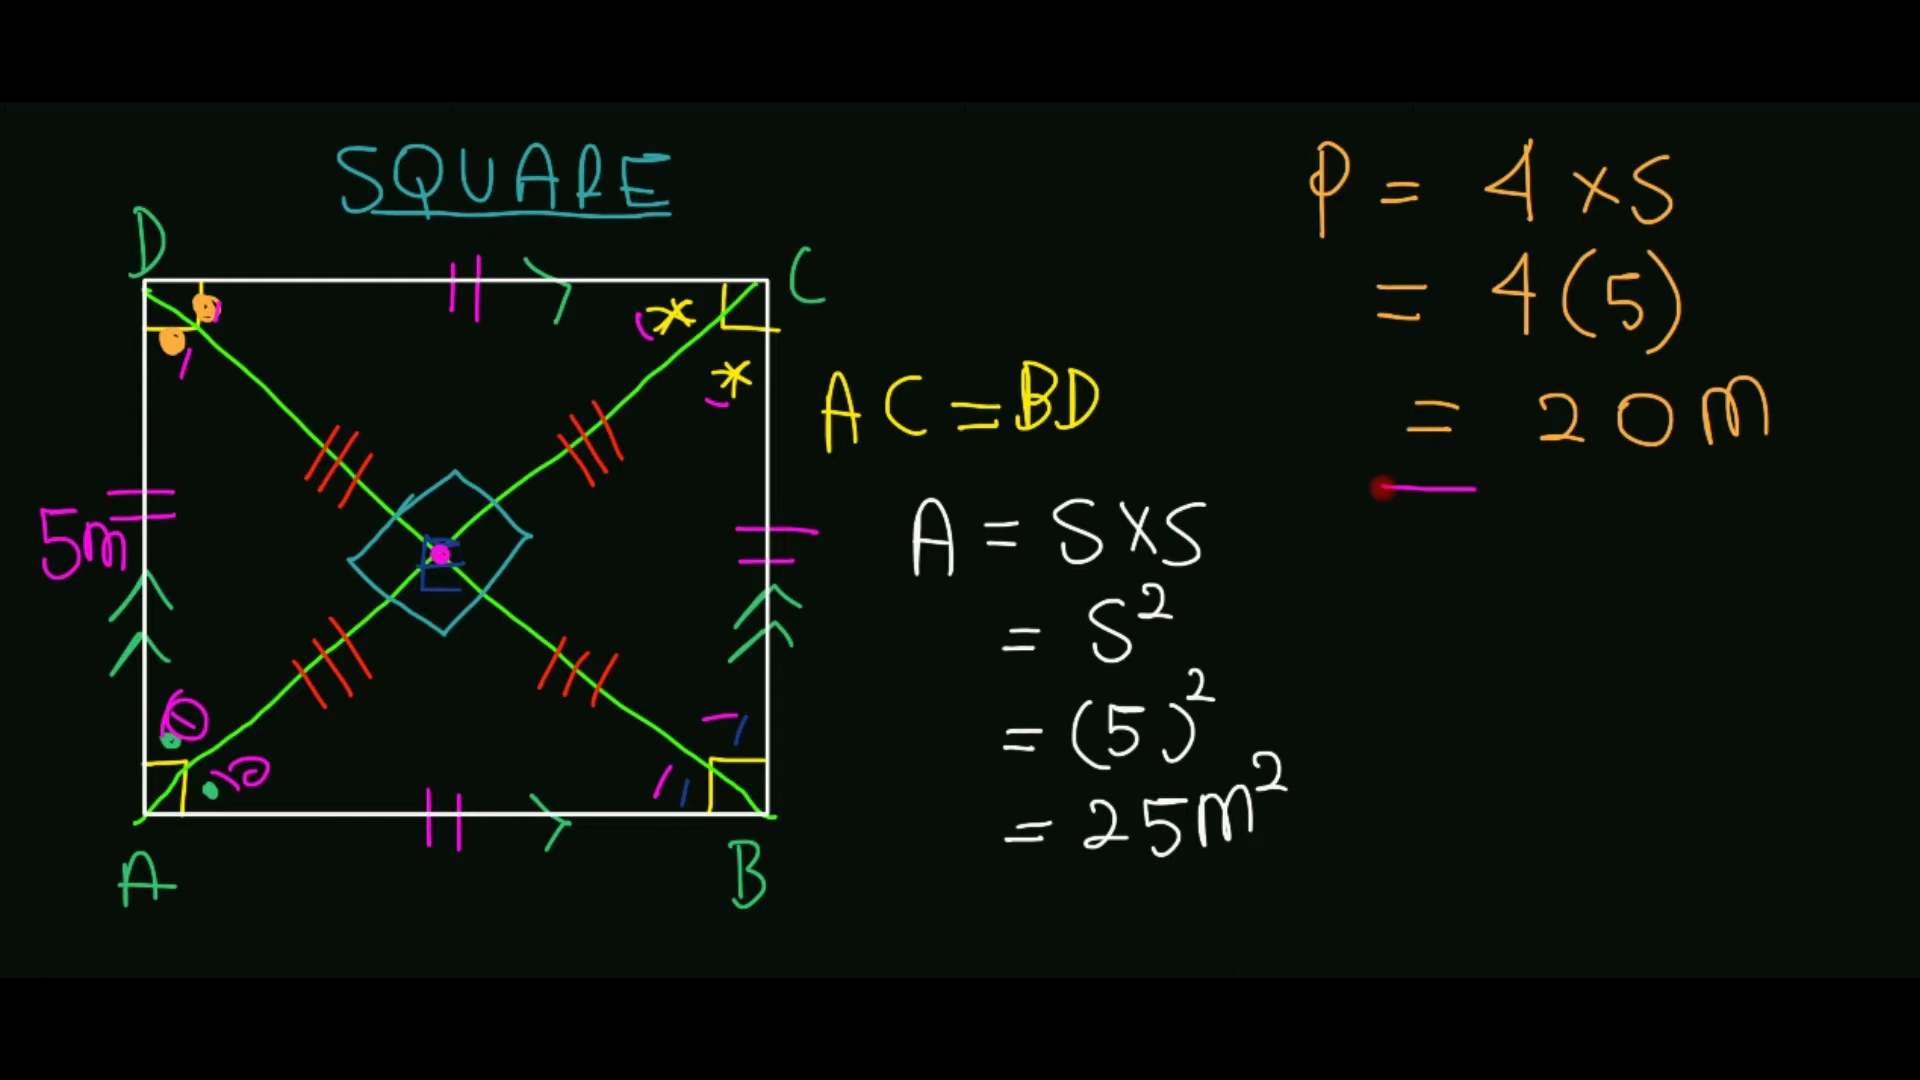 SQUARE
D
C
5m
E
A
B
AC=BD
A = S×S
= S²
= (5)²
= 25m²
P = 4×S
= 4(5)
= 20m